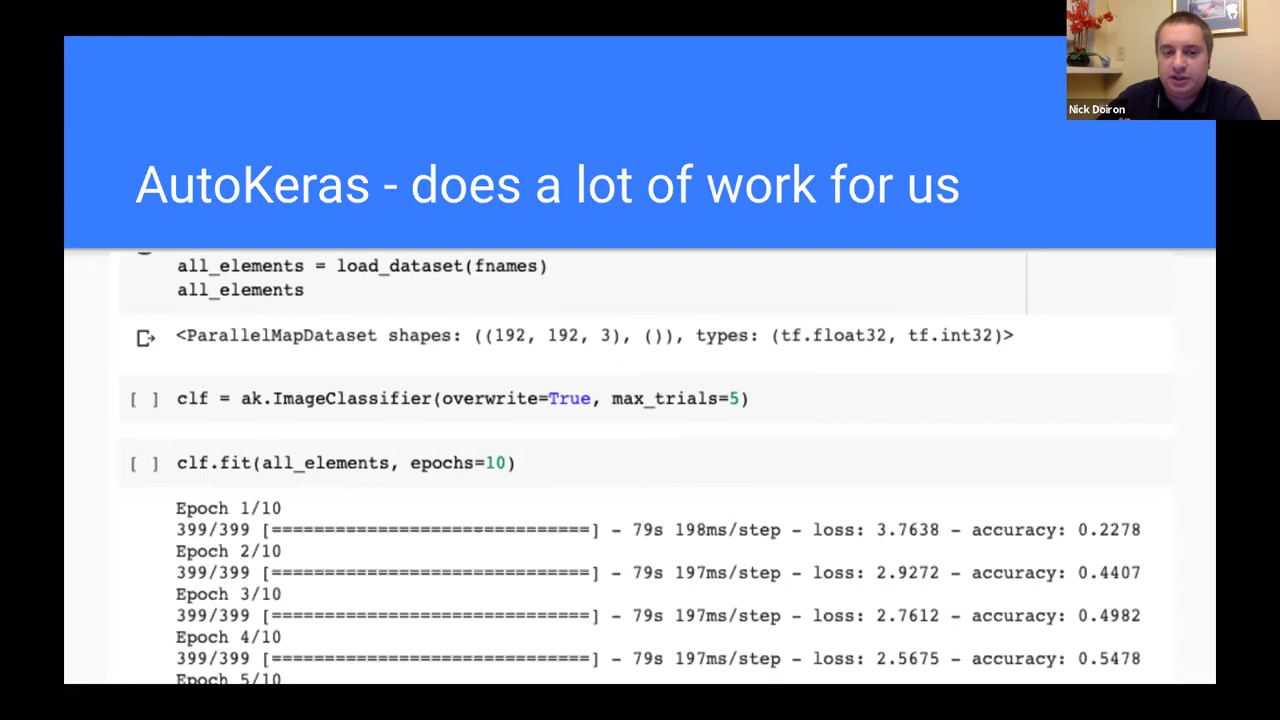 Nick Doiron
AutoKeras - does a lot of work for us
all_elements = load_dataset(fnames)
all_elements
<ParallelMapDataset shapes: ((192, 192, 3), ()), types: (tf.float32, tf.int32)>
[ ] clf = ak.ImageClassifier(overwrite=True, max_trials=5)
[ ] clf.fit(all_elements, epochs=10)
Epoch 1/10
399/399 [==============================] - 79s 198ms/step - loss: 3.7638 - accuracy: 0.2278
Epoch 2/10
399/399 [==============================] - 79s 197ms/step - loss: 2.9272 - accuracy: 0.4407
Epoch 3/10
399/399 [==============================] - 79s 197ms/step - loss: 2.7612 - accuracy: 0.4982
Epoch 4/10
399/399 [==============================] - 79s 197ms/step - loss: 2.5675 - accuracy: 0.5478
Epoch 5/10